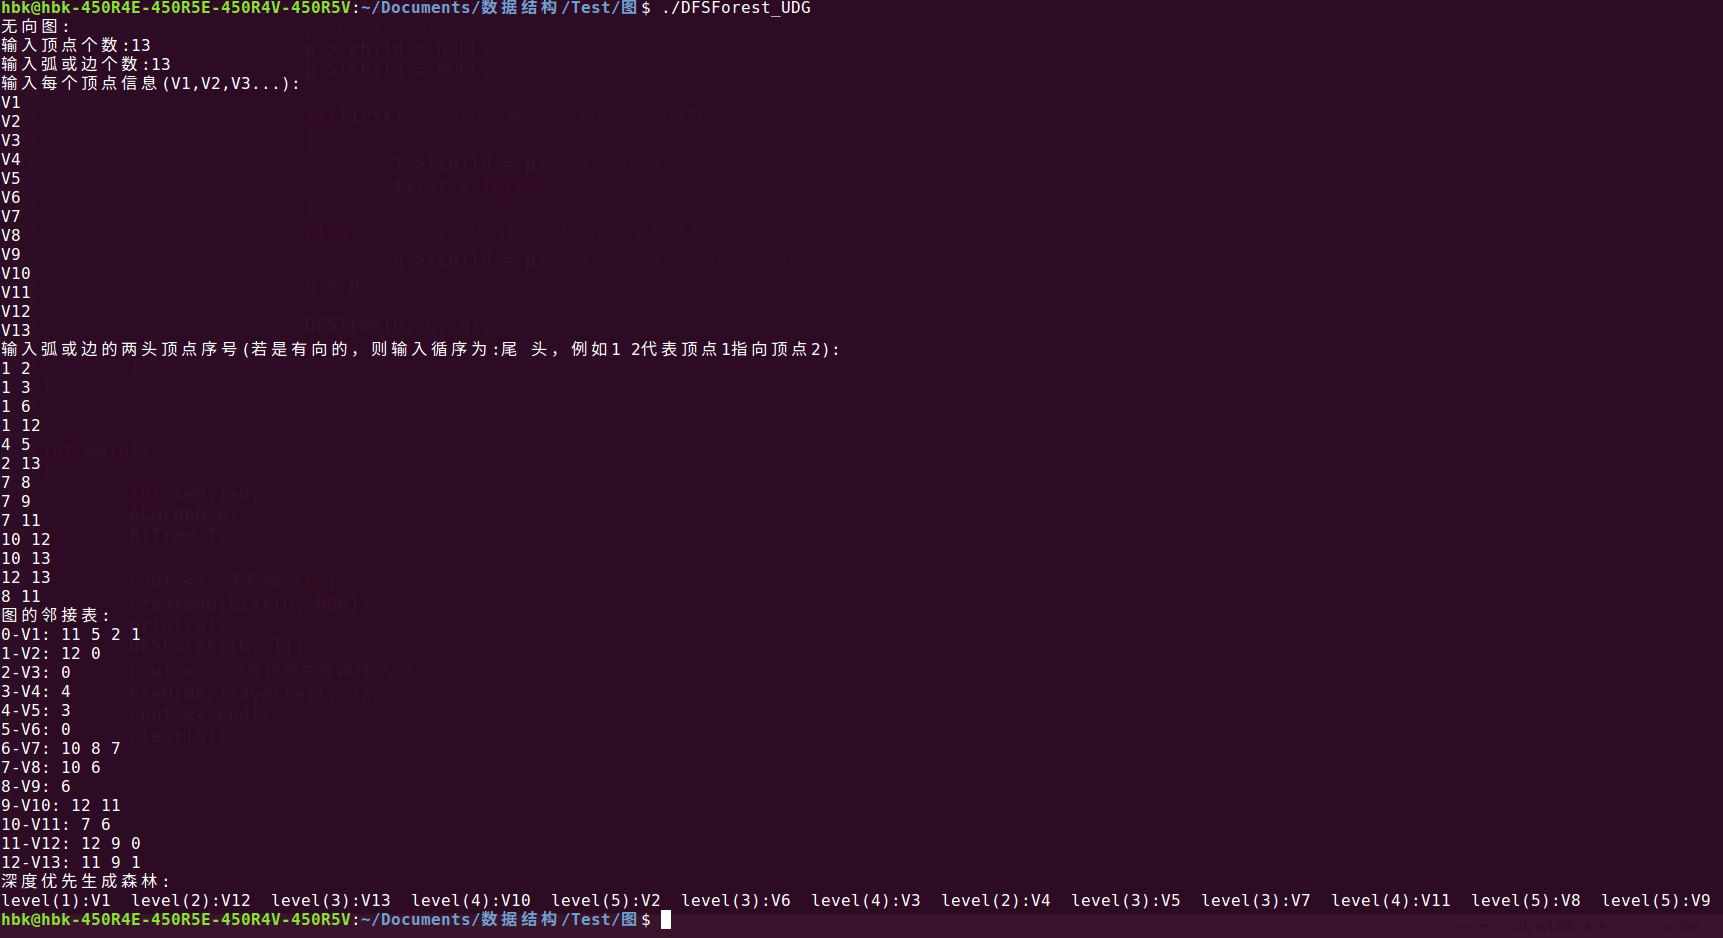 hbk@hbk-450R4E-450R5E-450R4V-450R5V:~/Documents/数据结构/Test/图$ ./DFSForest_UDG
无向图:
输入顶点个数:13
输入弧或边个数:13
输入每个顶点信息(V1,V2,V3...):
V1
V2
V3
V4
V5
V6
V7
V8
V9
V10
V11
V12
V13
输入弧或边的两头顶点序号(若是有向的，则输入循序为:尾 头，例如1 2代表顶点1指向顶点2):
1 2
1 3
1 6
1 12
4 5
2 13
7 8
7 9
7 11
10 12
10 13
12 13
8 11
图的邻接表:
0-V1: 11 5 2 1
1-V2: 12 0
2-V3: 0
3-V4: 4
4-V5: 3
5-V6: 0
6-V7: 10 8 7
7-V8: 10 6
8-V9: 6
9-V10: 12 11
10-V11: 7 6
11-V12: 12 9 0
12-V13: 11 9 1
深度优先生成森林:
level(1):V1  level(2):V12  level(3):V13  level(4):V10  level(5):V2  level(3):V6  level(4):V3  level(2):V4  level(3):V5  level(3):V7  level(4):V11  level(5):V8  level(5):V9
hbk@hbk-450R4E-450R5E-450R4V-450R5V:~/Documents/数据结构/Test/图$